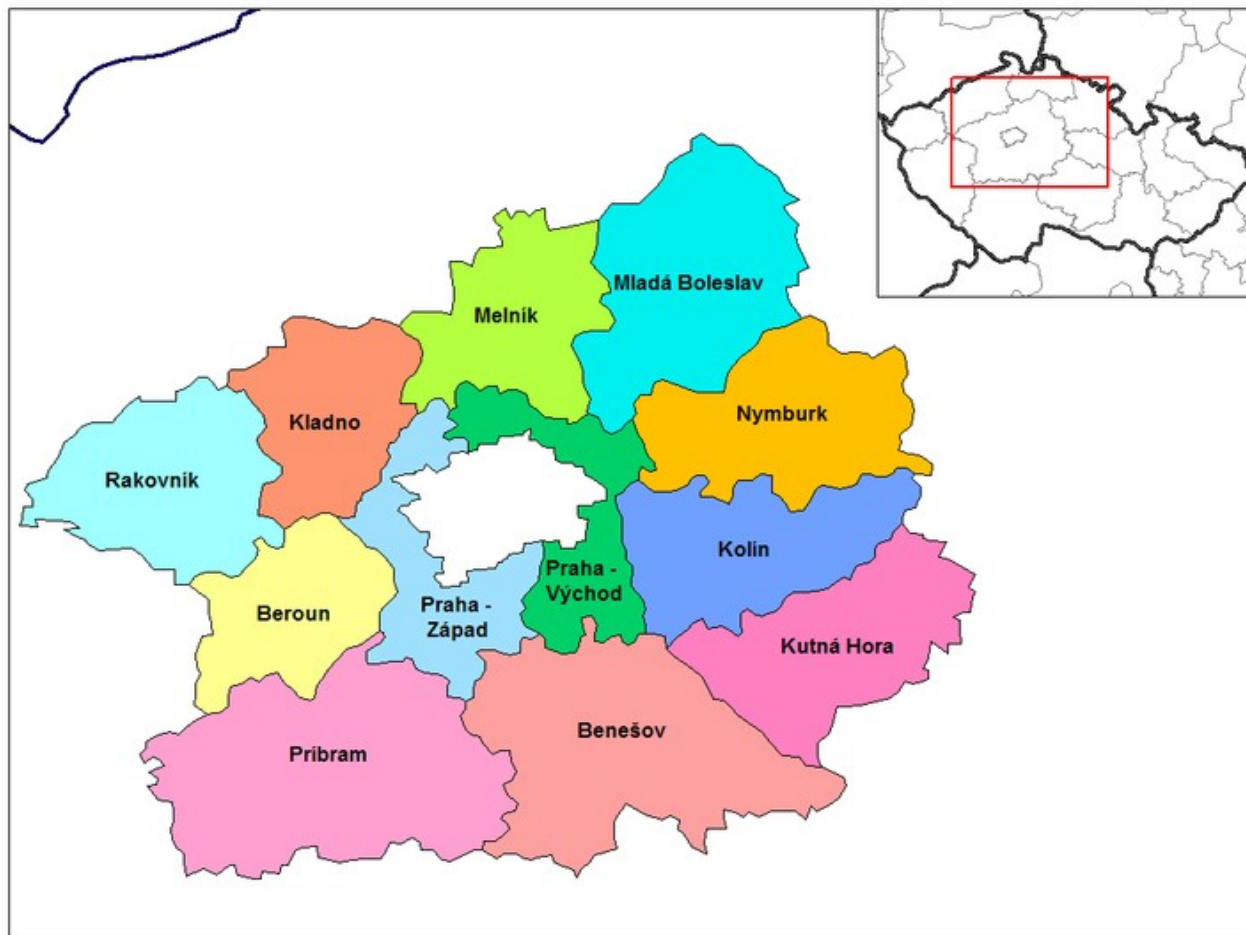 Mladá Boleslav
Melník
Nymburk
Kladno
Rakovník
Kolín
Praha -
Východ
Praha -
Západ
Beroun
Kutná Hora
Benešov
Príbram